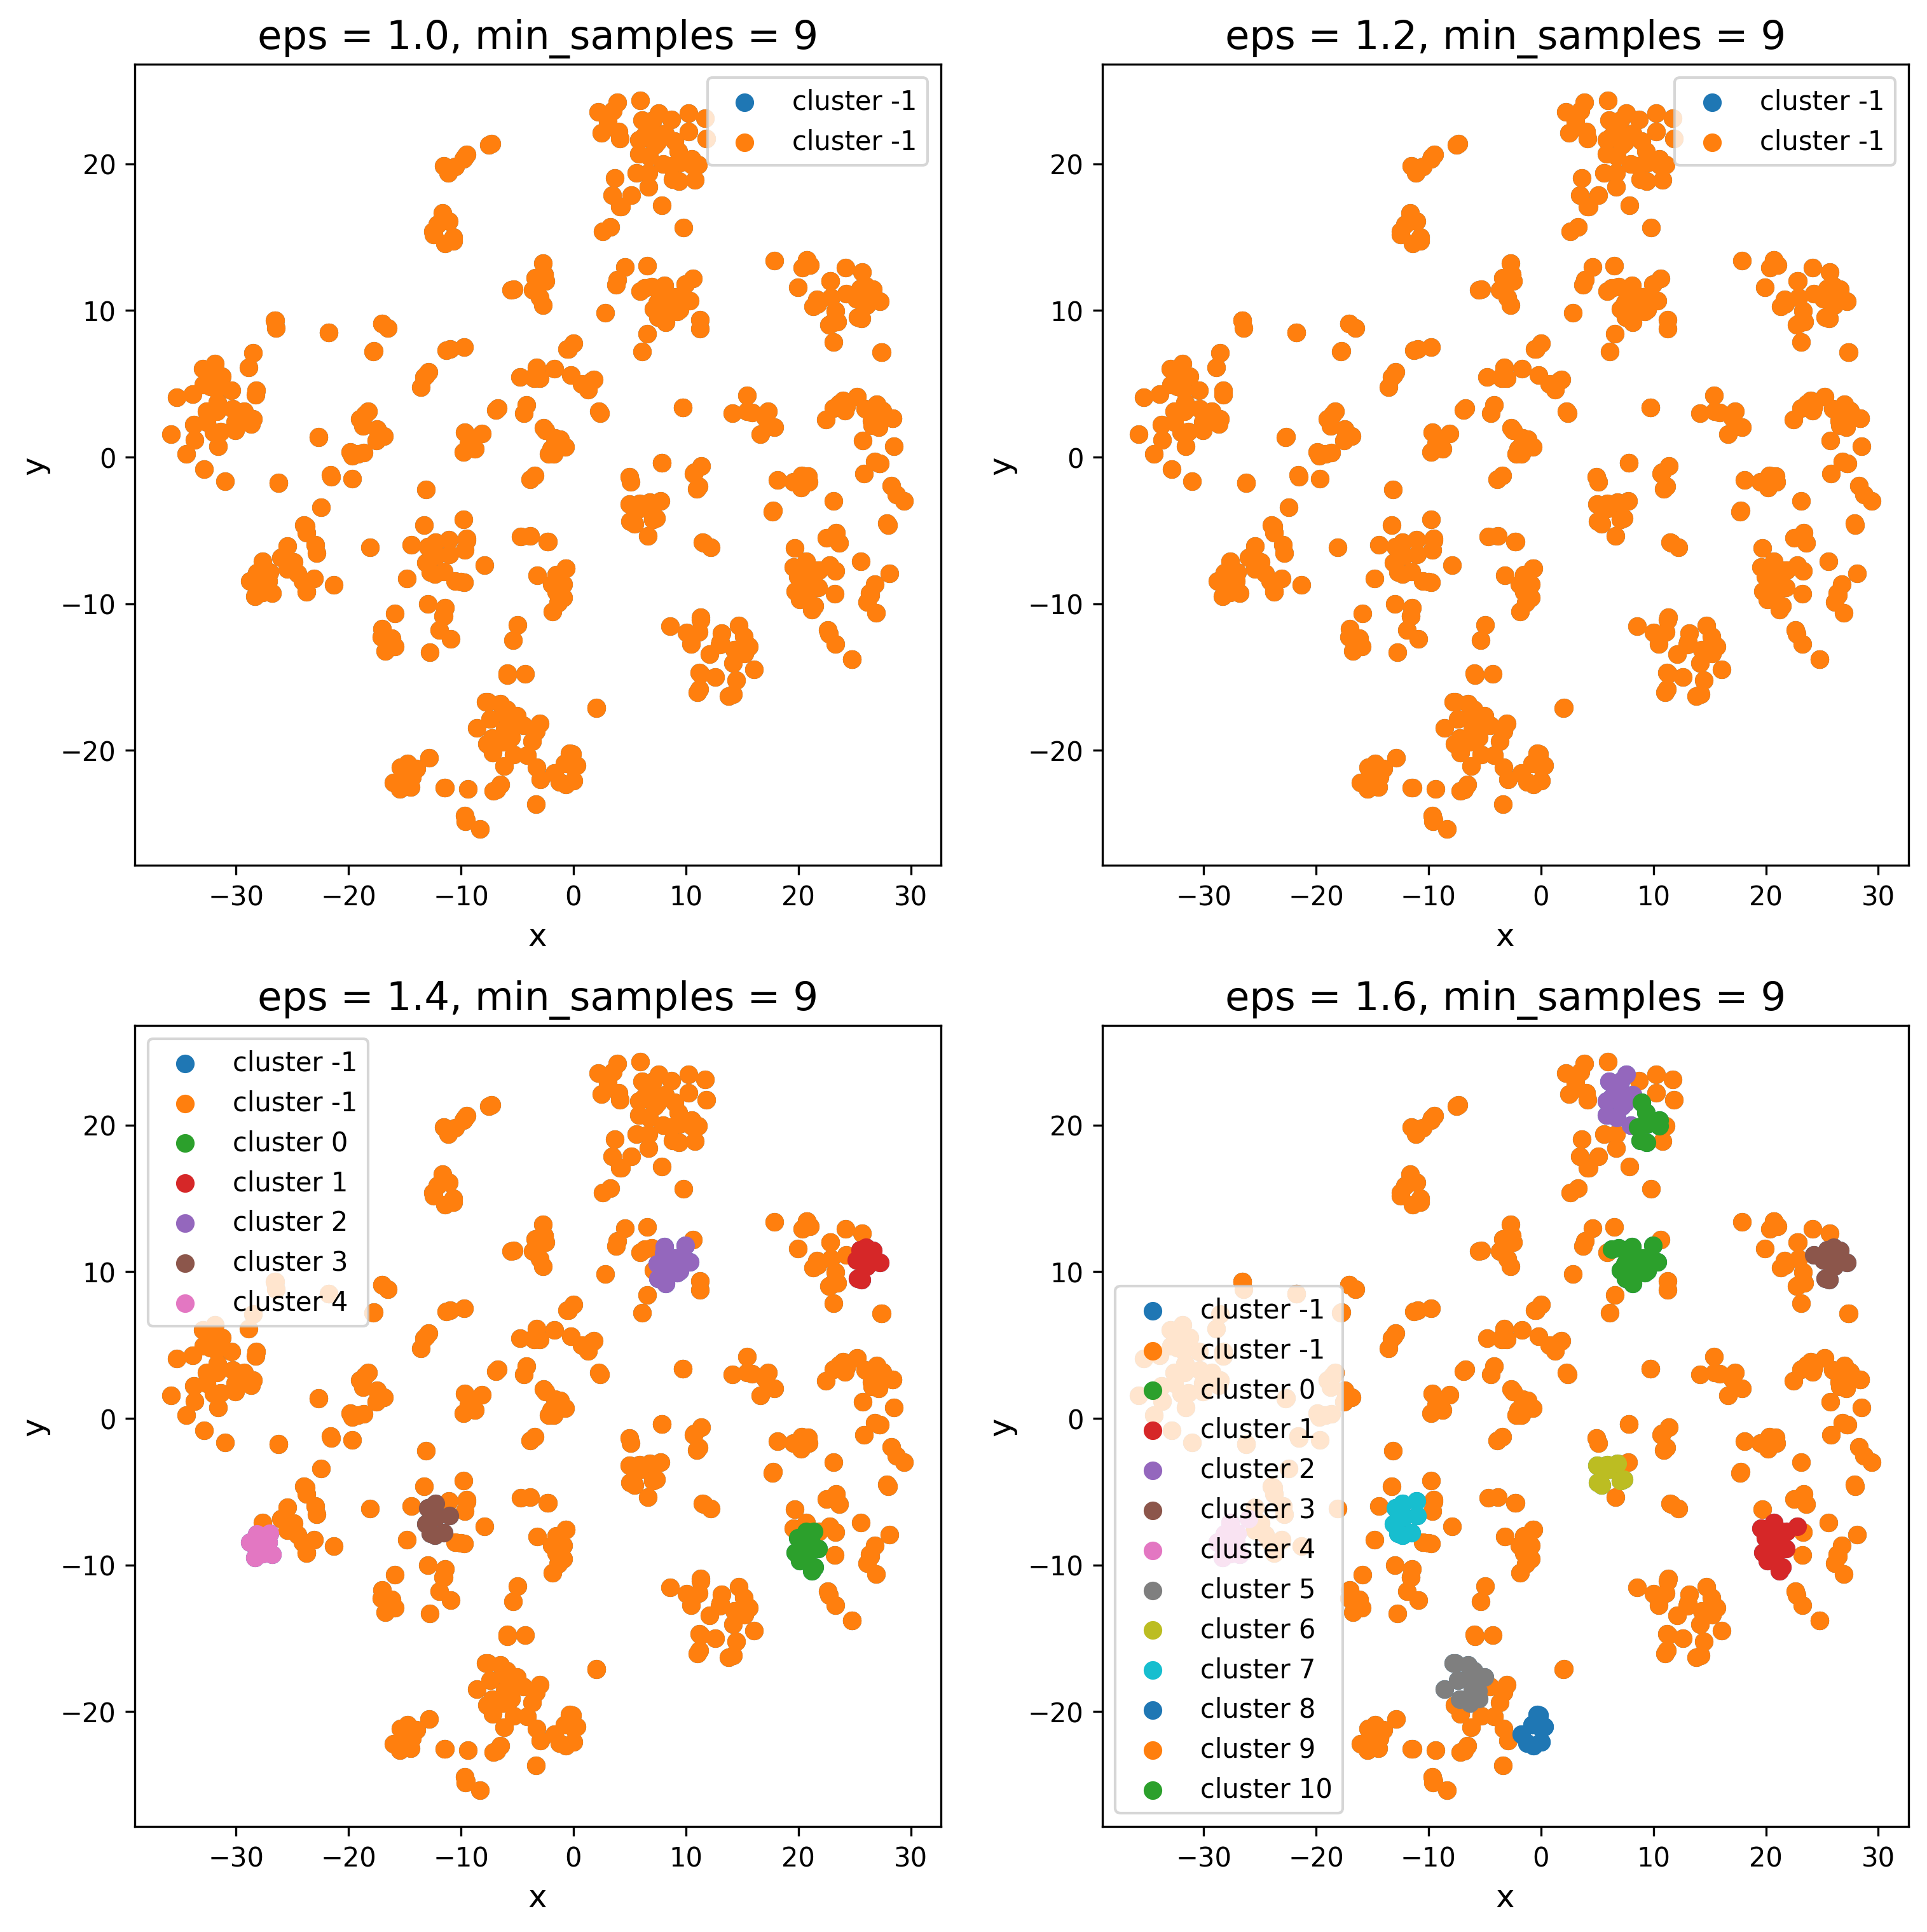 eps = 1.0, min_samples = 9
cluster -1
cluster -1
20
10
0
−10
−20
y
−30
−20
−10
0
10
20
30
x
eps = 1.2, min_samples = 9
cluster -1
cluster -1
20
10
0
−10
−20
y
−30
−20
−10
0
10
20
30
x
eps = 1.4, min_samples = 9
cluster -1
cluster -1
cluster 0
cluster 1
cluster 2
cluster 3
cluster 4
20
10
0
−10
−20
y
−30
−20
−10
0
10
20
30
x
eps = 1.6, min_samples = 9
cluster -1
cluster -1
cluster 0
cluster 1
cluster 2
cluster 3
cluster 4
cluster 5
cluster 6
cluster 7
cluster 8
cluster 9
cluster 10
20
10
0
−10
−20
y
−30
−20
−10
0
10
20
30
x